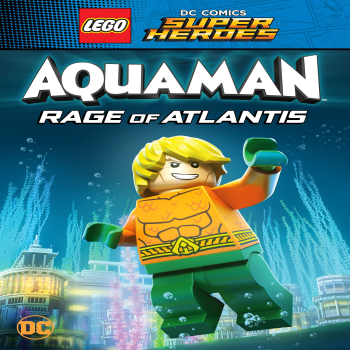 LEGO
DC COMICS
SUPER
HEROES
AQUAMAN
RAGE OF ATLANTIS
DC